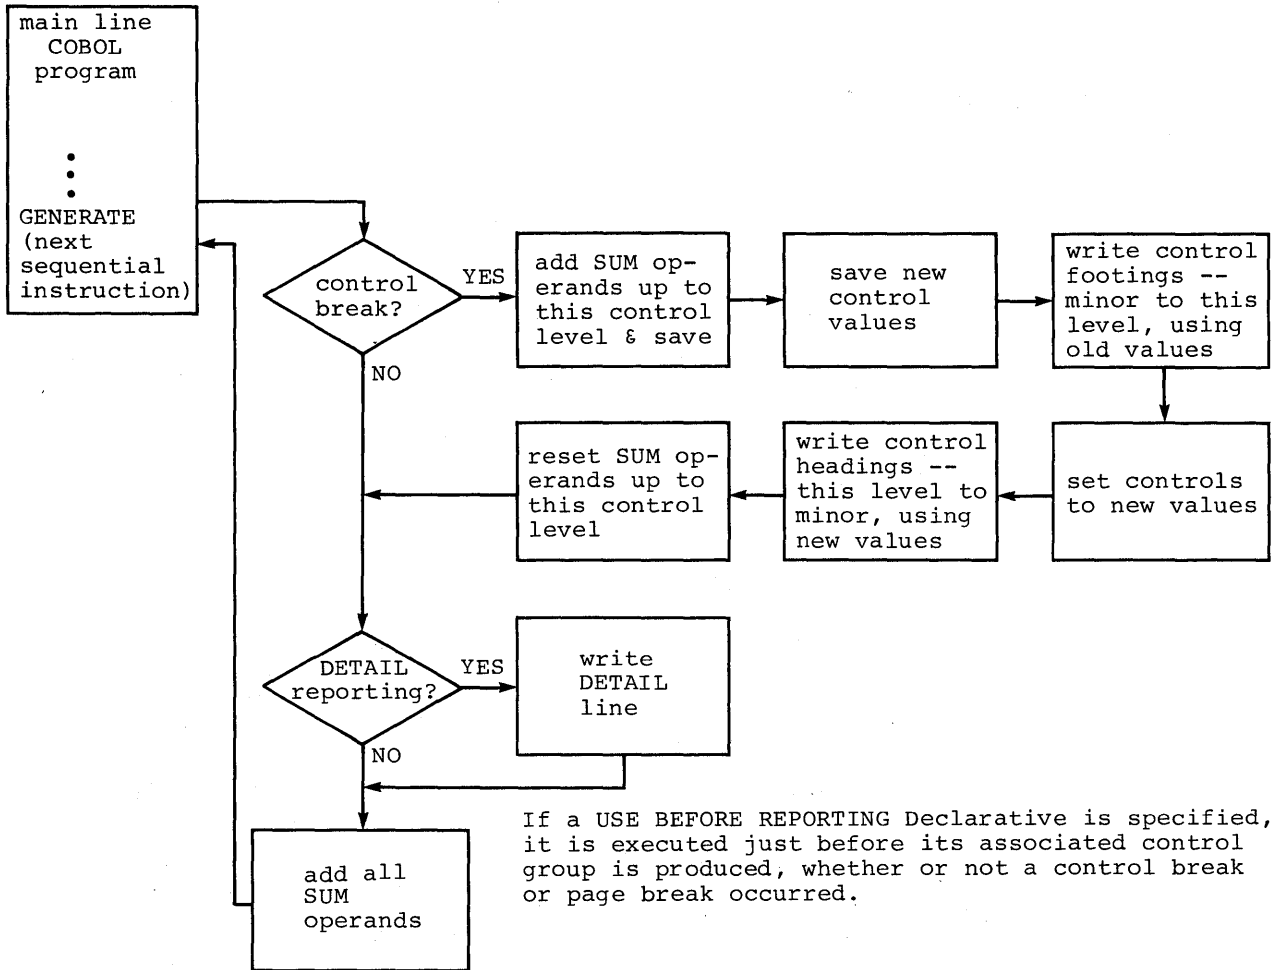 main line
COBOL
program
GENERATE
(next
sequential
instruction)
control
break?
YES
NO
add SUM op-
erands up to
this control
level & save
save new
control
values
write control
footings --
minor to this
level, using
old values
set controls
to new values
write control
headings --
this level to
minor, using
new values
reset SUM op-
erands up to
this control
level
DETAIL
reporting?
YES
NO
write
DETAIL
line
add all
SUM
operands
If a USE BEFORE REPORTING Declarative is specified,
it is executed just before its associated control
group is produced, whether or not a control break
or page break occurred.